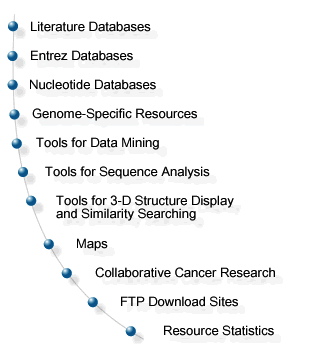 Literature Databases
Entrez Databases
Nucleotide Databases
Genome-Specific Resources
Tools for Data Mining
Tools for Sequence Analysis
Tools for 3-D Structure Display
and Similarity Searching
Maps
Collaborative Cancer Research
FTP Download Sites
Resource Statistics